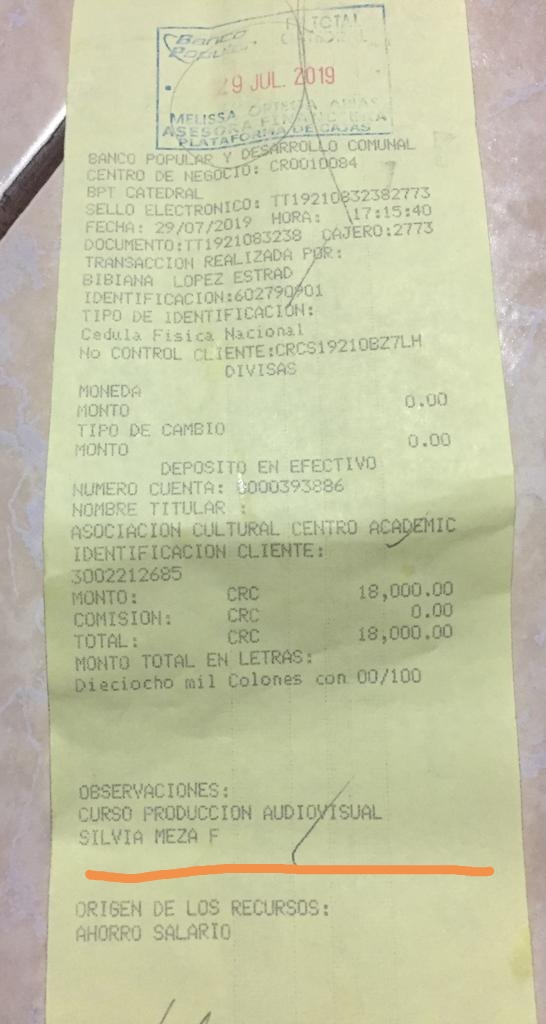 Banco Popular
TOTAL
29 JUL. 2019
MELISSA ORTEGA ARIAS
ASESORA FINANCIERA
PLATAFORMA DE CAJAS
BANCO POPULAR Y DESARROLLO COMUNAL
CENTRO DE NEGOCIO: CR0010084
BPT CATEDRAL
SELLO ELECTRONICO: TT19210832382773
FECHA: 29/07/2019 HORA: 17:15:40
DOCUMENTO:TT1921083238 CAJERO:2773
TRANSACCION REALIZADA POR:
BIBIANA LOPEZ ESTRAD
IDENTIFICACION:602790901
TIPO DE IDENTIFICACION:
Cedula Fisica Nacional
No CONTROL CLIENTE:CRCS19210BZ7LH
DIVISAS
MONEDA
MONTO 0.00
TIPO DE CAMBIO
MONTO 0.00
DEPOSITO EN EFECTIVO
NUMERO CUENTA: 6000393886
NOMBRE TITULAR :
ASOCIACION CULTURAL CENTRO ACADEMIC
IDENTIFICACION CLIENTE:
3002212685
MONTO: CRC 18,000.00
COMISION: CRC 0.00
TOTAL: CRC 18,000.00
MONTO TOTAL EN LETRAS:
Dieciocho mil Colones con 00/100
OBSERVACIONES:
CURSO PRODUCCION AUDIOVISUAL
SILVIA MEZA F
ORIGEN DE LOS RECURSOS:
AHORRO SALARIO